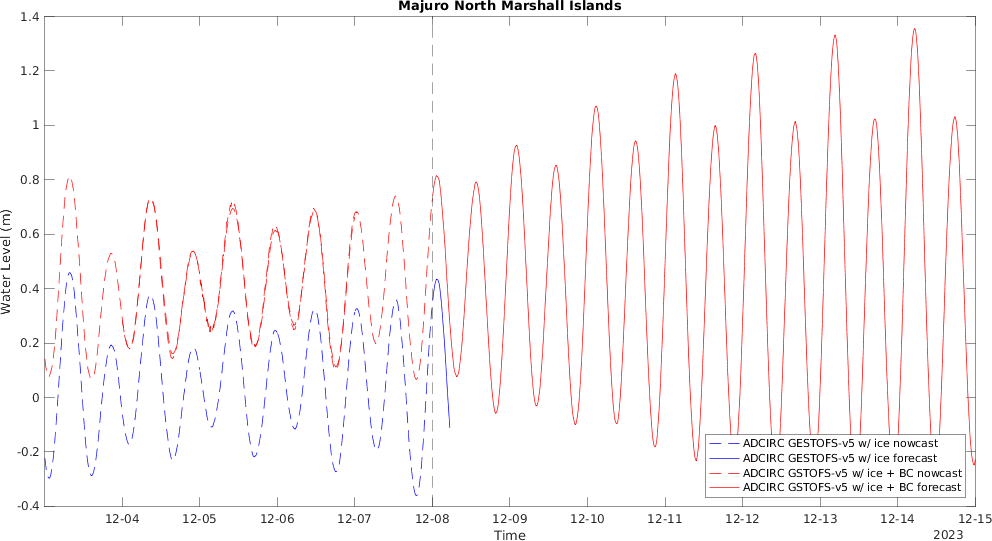 Majuro North Marshall Islands
1.4
1.2
1
0.8
0.6
0.4
0.2
0
-0.2
-0.4
Water Level (m)
ADCIRC GESTOFS-v5 w/ ice nowcast
ADCIRC GESTOFS-v5 w/ ice forecast
ADCIRC GSTOFS-v5 w/ ice + BC nowcast
ADCIRC GSTOFS-v5 w/ ice + BC forecast
12-04 12-05 12-06 12-07 12-08 12-09 12-10 12-11 12-12 12-13 12-14 12-15
Time
2023